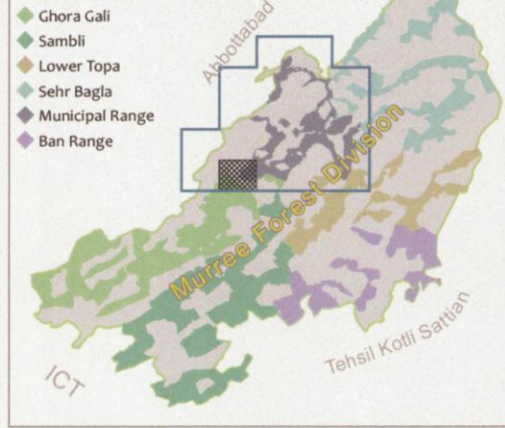 Ghora Gali
Sambli
Lower Topa
Sehr Bagla
Municipal Range
Ban Range
Abbottabad
Murree Forest Division
Tehsil Kotli Sattian
ICT